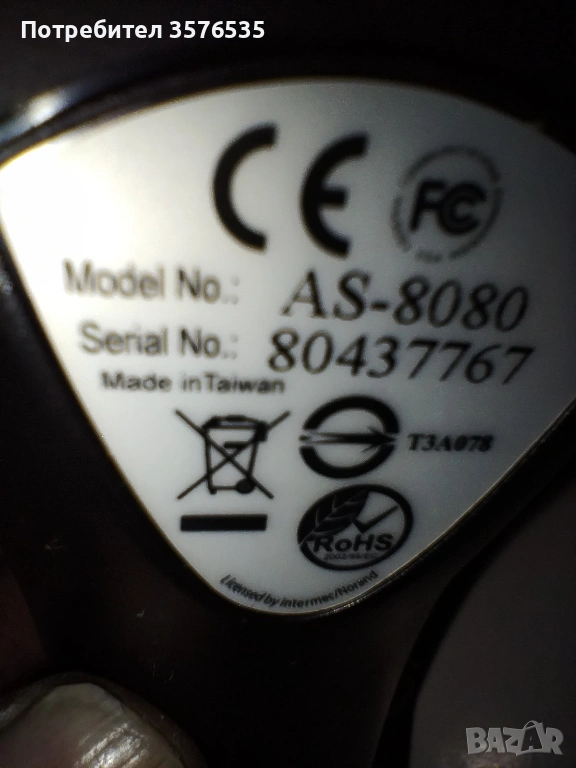 Потребител 3576535
CE FC
Model No.: AS-8080
Serial No.: 80437767
Made in Taiwan
T3A078
RoHS
Licensed by Intermec/Norand
BAZAR